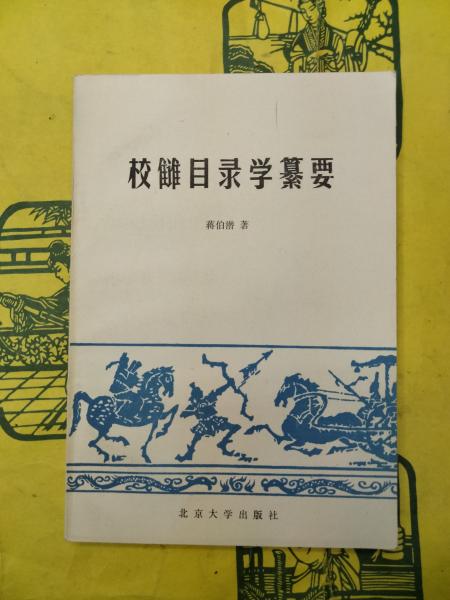 校雠目录学纂要
蒋伯潜 著
北京大学出版社